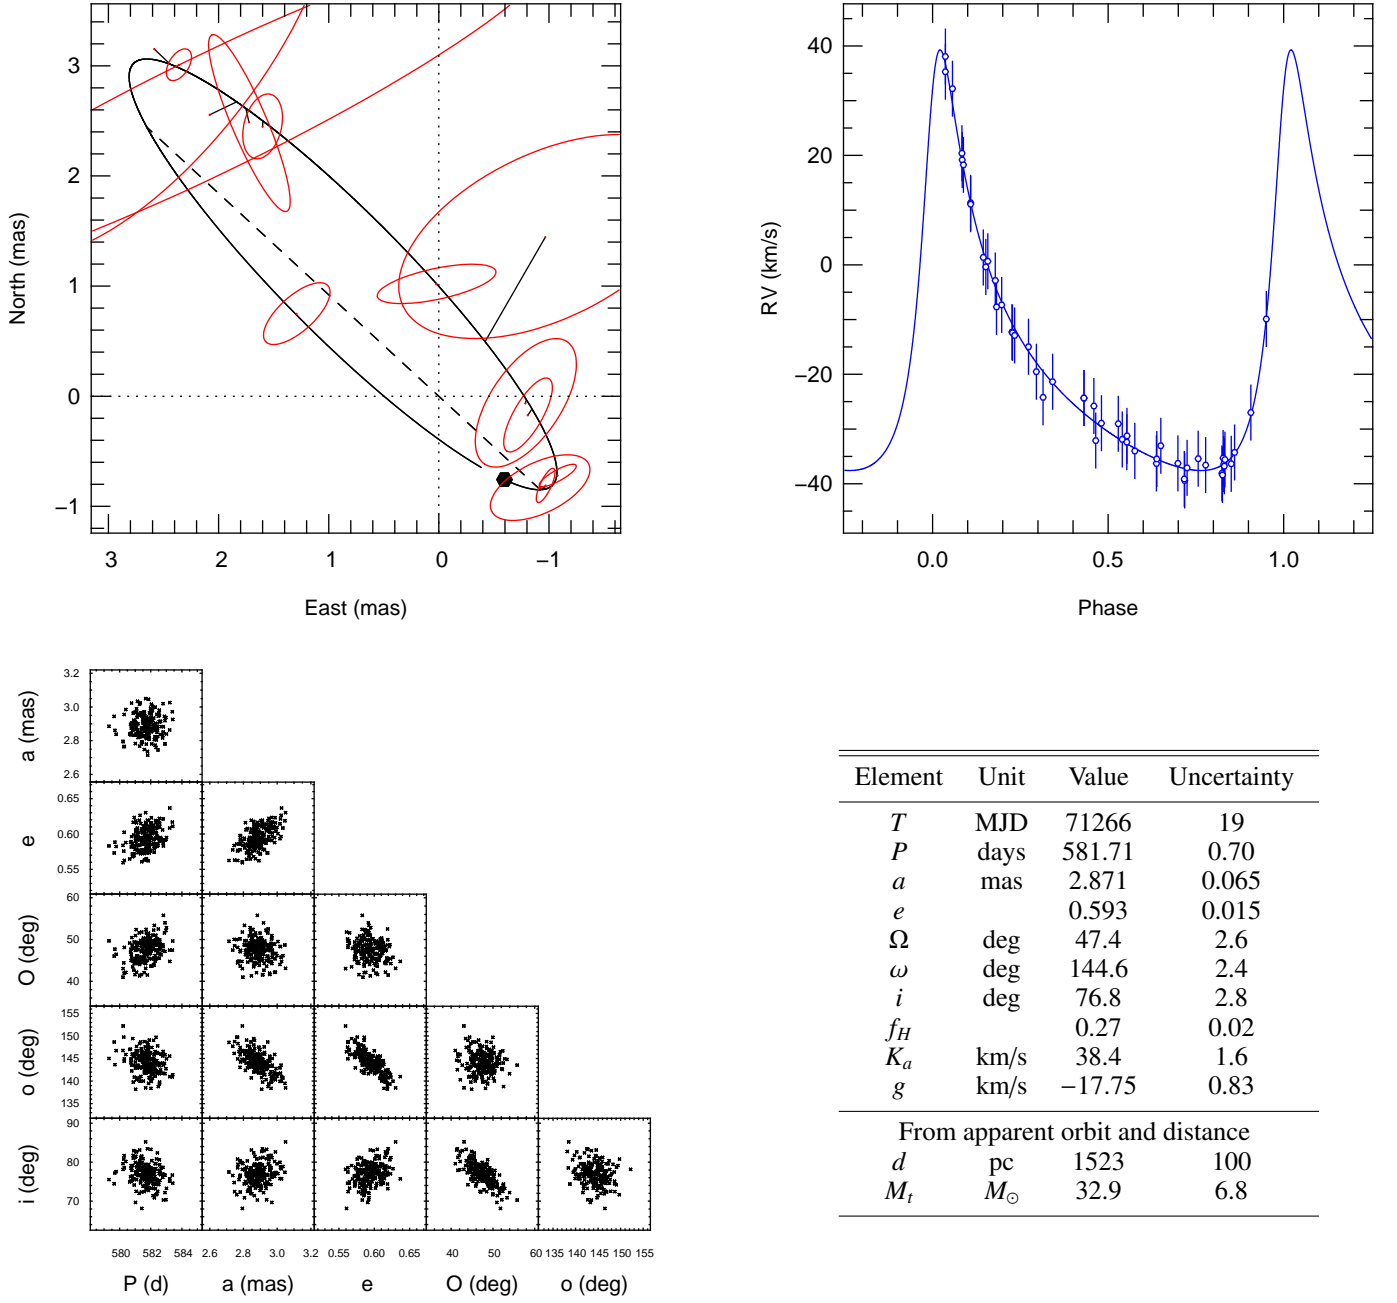 North (mas)
3
2
1
0
−1
3 2 1 0 −1
East (mas)
RV (km/s)
40
20
0
−20
−40
0.0 0.5 1.0
Phase
a (mas)
3.2
3.0
2.8
2.6
e
0.65
0.60
0.55
O (deg)
60
50
40
o (deg)
155
150
145
140
135
i (deg)
90
80
70
580 582 584 2.6 2.8 3.0 3.2 0.55 0.60 0.65 40 50 60 135 140 145 150 155
P (d) a (mas) e O (deg) o (deg)
Element Unit Value Uncertainty
T MJD 71266 19
P days 581.71 0.70
a mas 2.871 0.065
e 0.593 0.015
Ω deg 47.4 2.6
ω deg 144.6 2.4
i deg 76.8 2.8
f_H 0.27 0.02
K_a km/s 38.4 1.6
g km/s −17.75 0.83
From apparent orbit and distance
d pc 1523 100
M_t M_⊙ 32.9 6.8